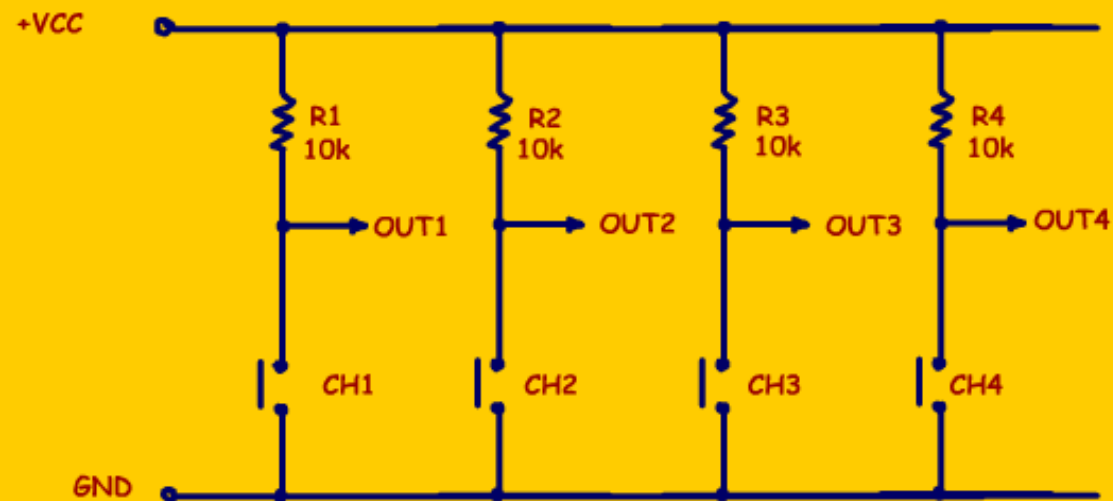 +VCC
R1
10k
R2
10k
R3
10k
R4
10k
OUT1
OUT2
OUT3
OUT4
CH1
CH2
CH3
CH4
GND